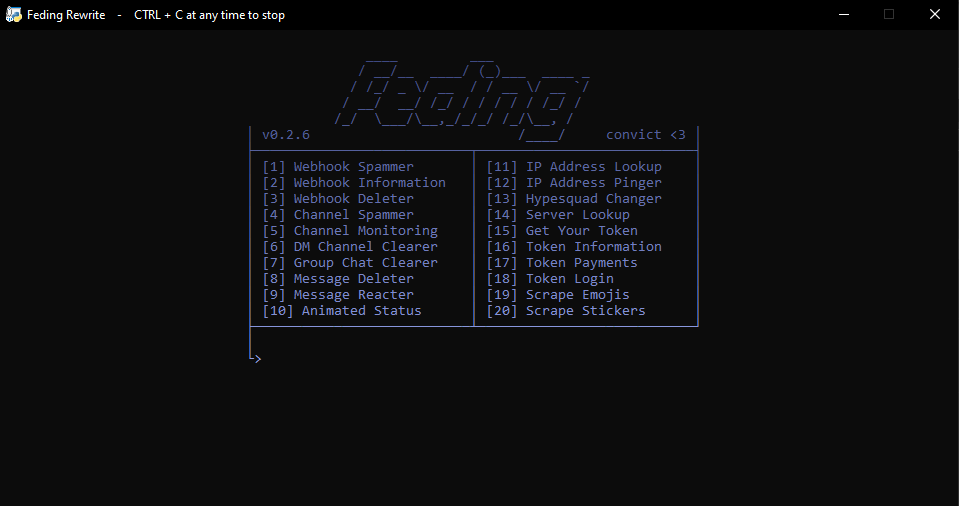 Feding Rewrite - CTRL + C at any time to stop
Feding
v0.2.6 convict <3
[1] Webhook Spammer
[2] Webhook Information
[3] Webhook Deleter
[4] Channel Spammer
[5] Channel Monitoring
[6] DM Channel Clearer
[7] Group Chat Clearer
[8] Message Deleter
[9] Message Reacter
[10] Animated Status
[11] IP Address Lookup
[12] IP Address Pinger
[13] Hypesquad Changer
[14] Server Lookup
[15] Get Your Token
[16] Token Information
[17] Token Payments
[18] Token Login
[19] Scrape Emojis
[20] Scrape Stickers
└>